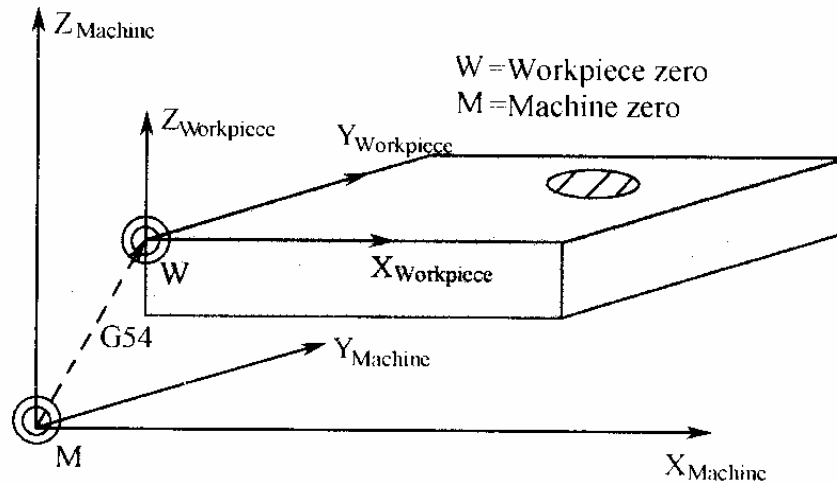 Z Machine
W=Workpiece zero
M=Machine zero
Z Workpiece
Y Workpiece
W
X Workpiece
G54
Y Machine
M
X Machine